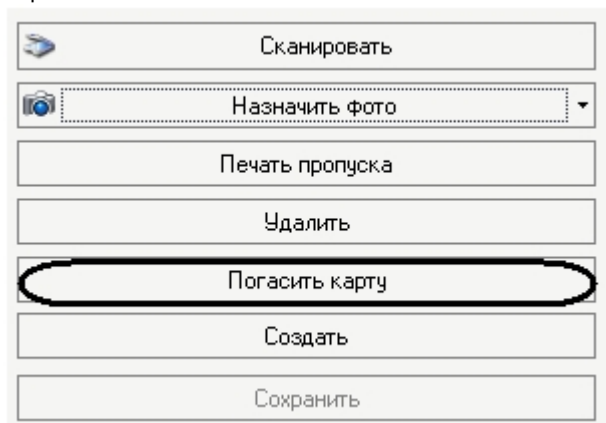 Сканировать
Назначить фото
Печать пропуска
Удалить
Погасить карту
Создать
Сохранить